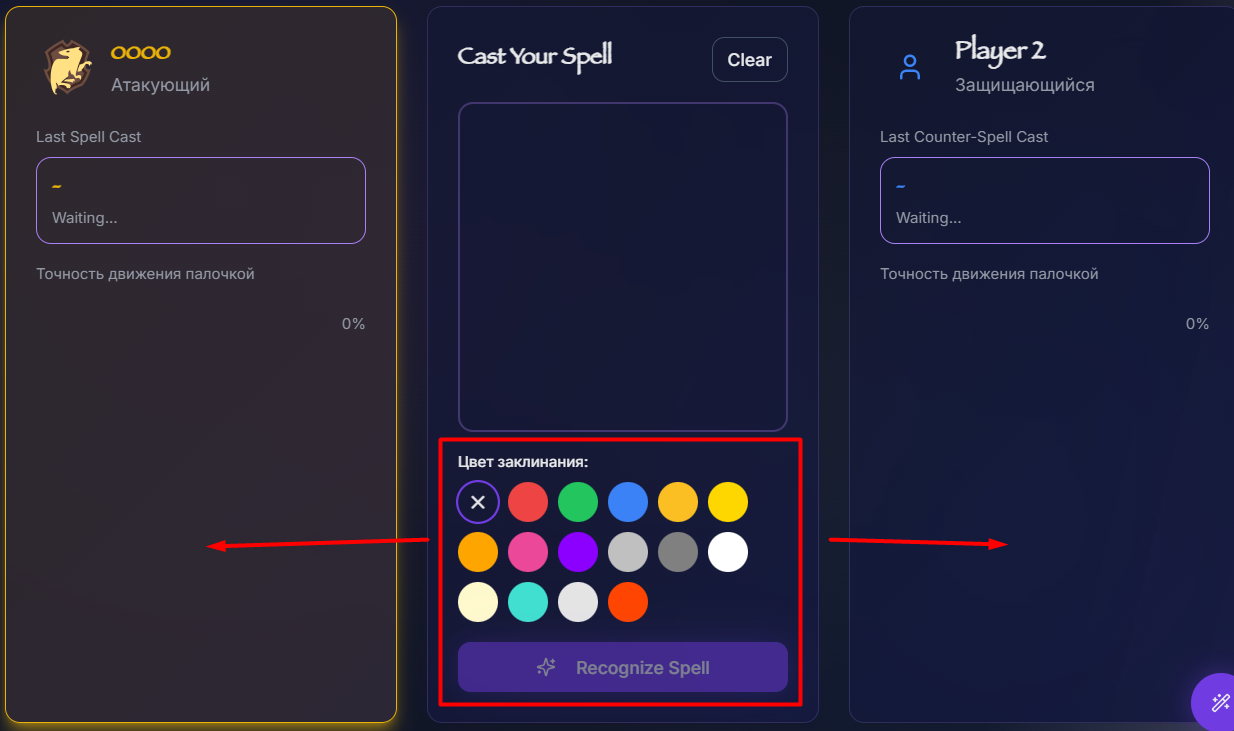 oooo
Атакующий
Last Spell Cast
~
Waiting...
Точность движения палочкой
0%
Cast Your Spell
Clear
Цвет заклинания:
Recognize Spell
Player 2
Защищающийся
Last Counter-Spell Cast
~
Waiting...
Точность движения палочкой
0%